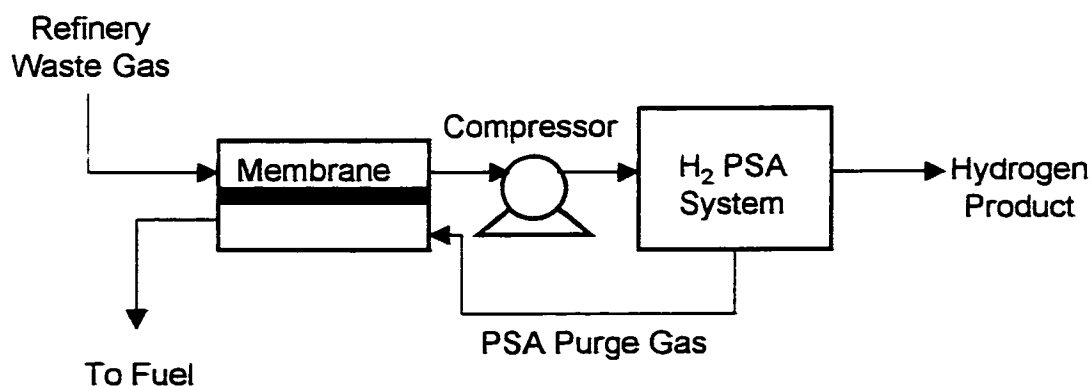 Refinery
Waste Gas
Compressor
Membrane
H₂ PSA
System
Hydrogen
Product
PSA Purge Gas
To Fuel